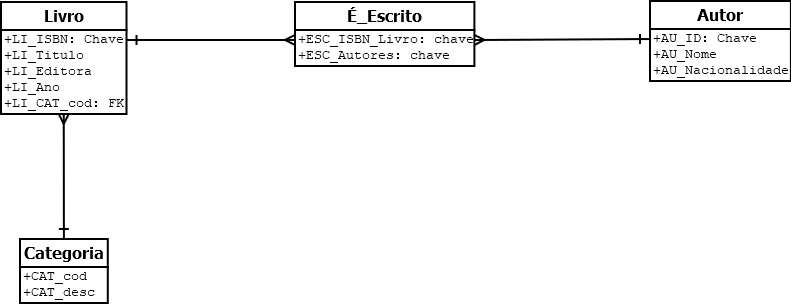 Livro
+LI_ISBN: Chave
+LI_Titulo
+LI_Editora
+LI_Ano
+LI_CAT_cod: FK
É_Escrito
+ESC_ISBN_Livro: chave
+ESC_Autores: chave
Autor
+AU_ID: Chave
+AU_Nome
+AU_Nacionalidade
Categoria
+CAT_cod
+CAT_desc